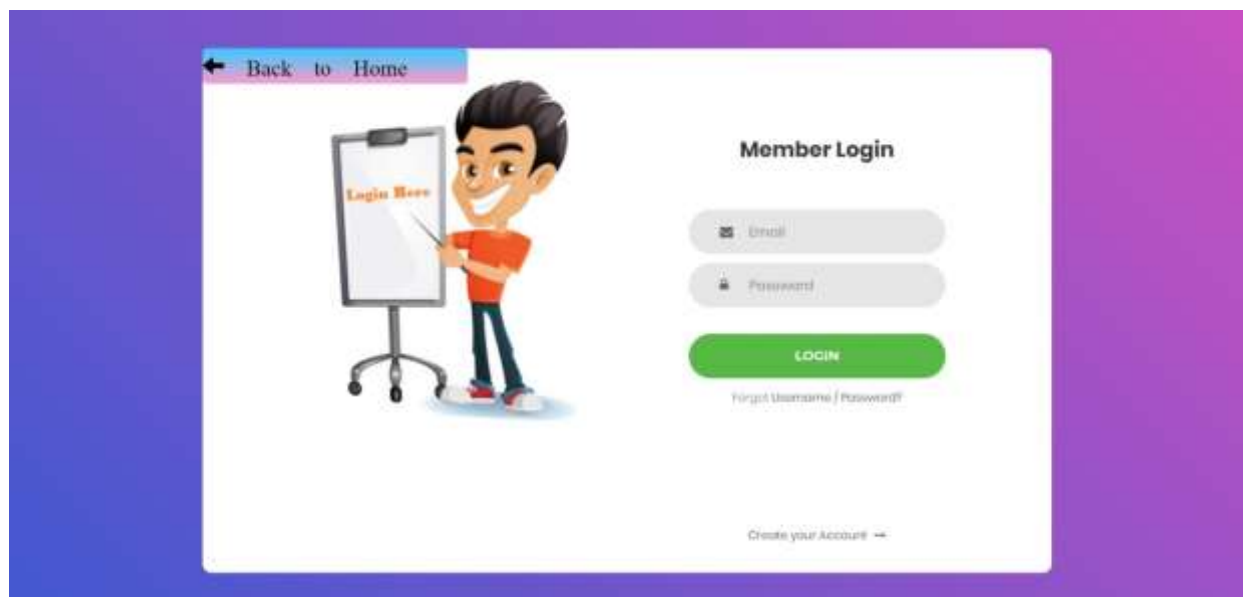 Back to Home
Login Here
Member Login
Email
Password
LOGIN
Forgot Username / Password?
Create your Account →